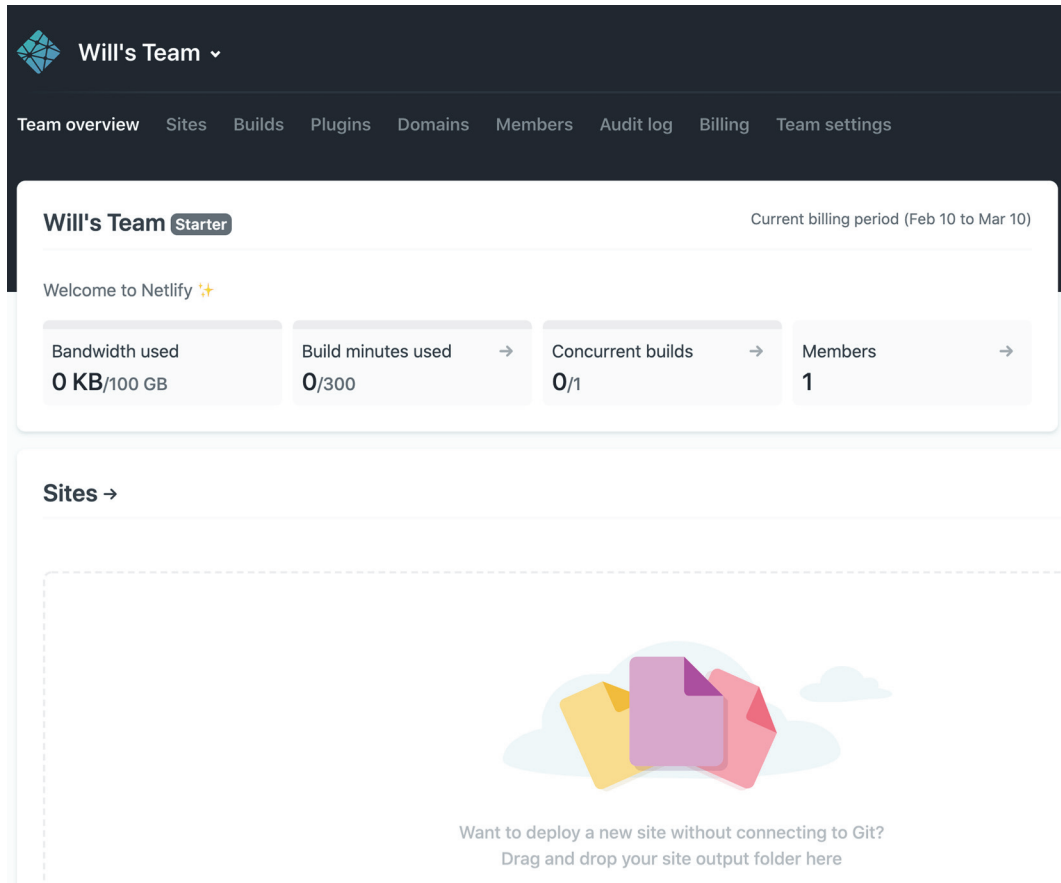 Will's Team
Team overview Sites Builds Plugins Domains Members Audit log Billing Team settings
Will's Team Starter
Current billing period (Feb 10 to Mar 10)
Welcome to Netlify ✨
Bandwidth used
0 KB/100 GB
Build minutes used →
0/300
Concurrent builds →
0/1
Members →
1
Sites →
Want to deploy a new site without connecting to Git?
Drag and drop your site output folder here